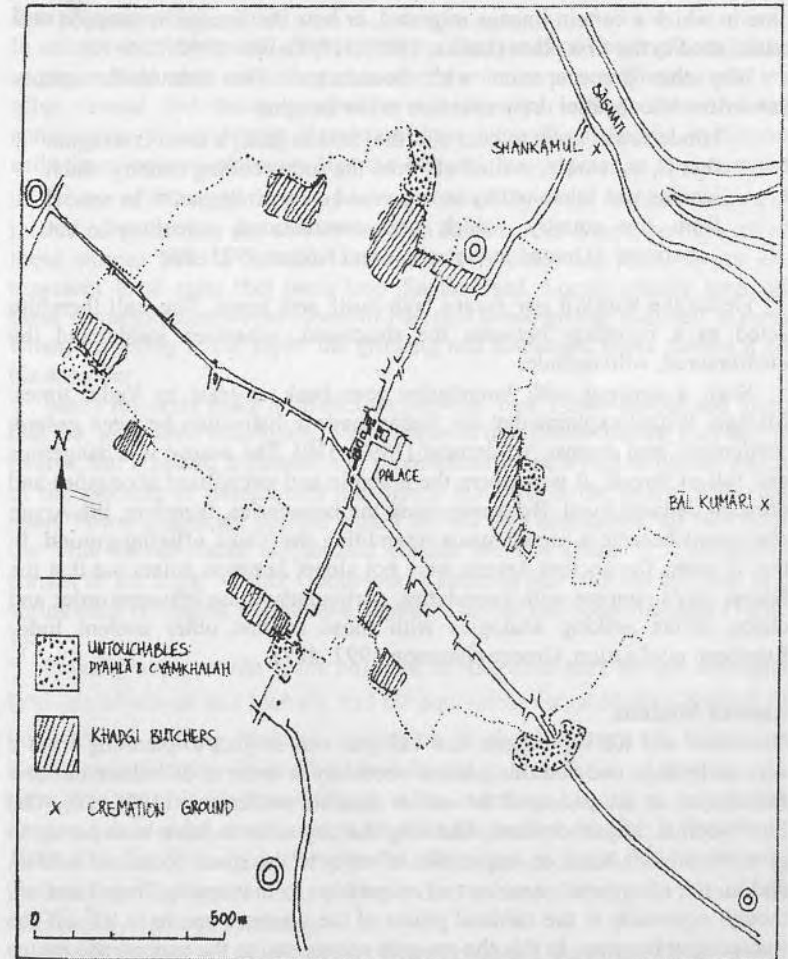 BAGMATI
SHANKAMUL x
PALACE
N
BĀL KUMĀRI x
UNTOUCHABLES:
DYAHLĀ & CYAMKHALAH
KHADGI BUTCHERS
x CREMATION GROUND
0 500m